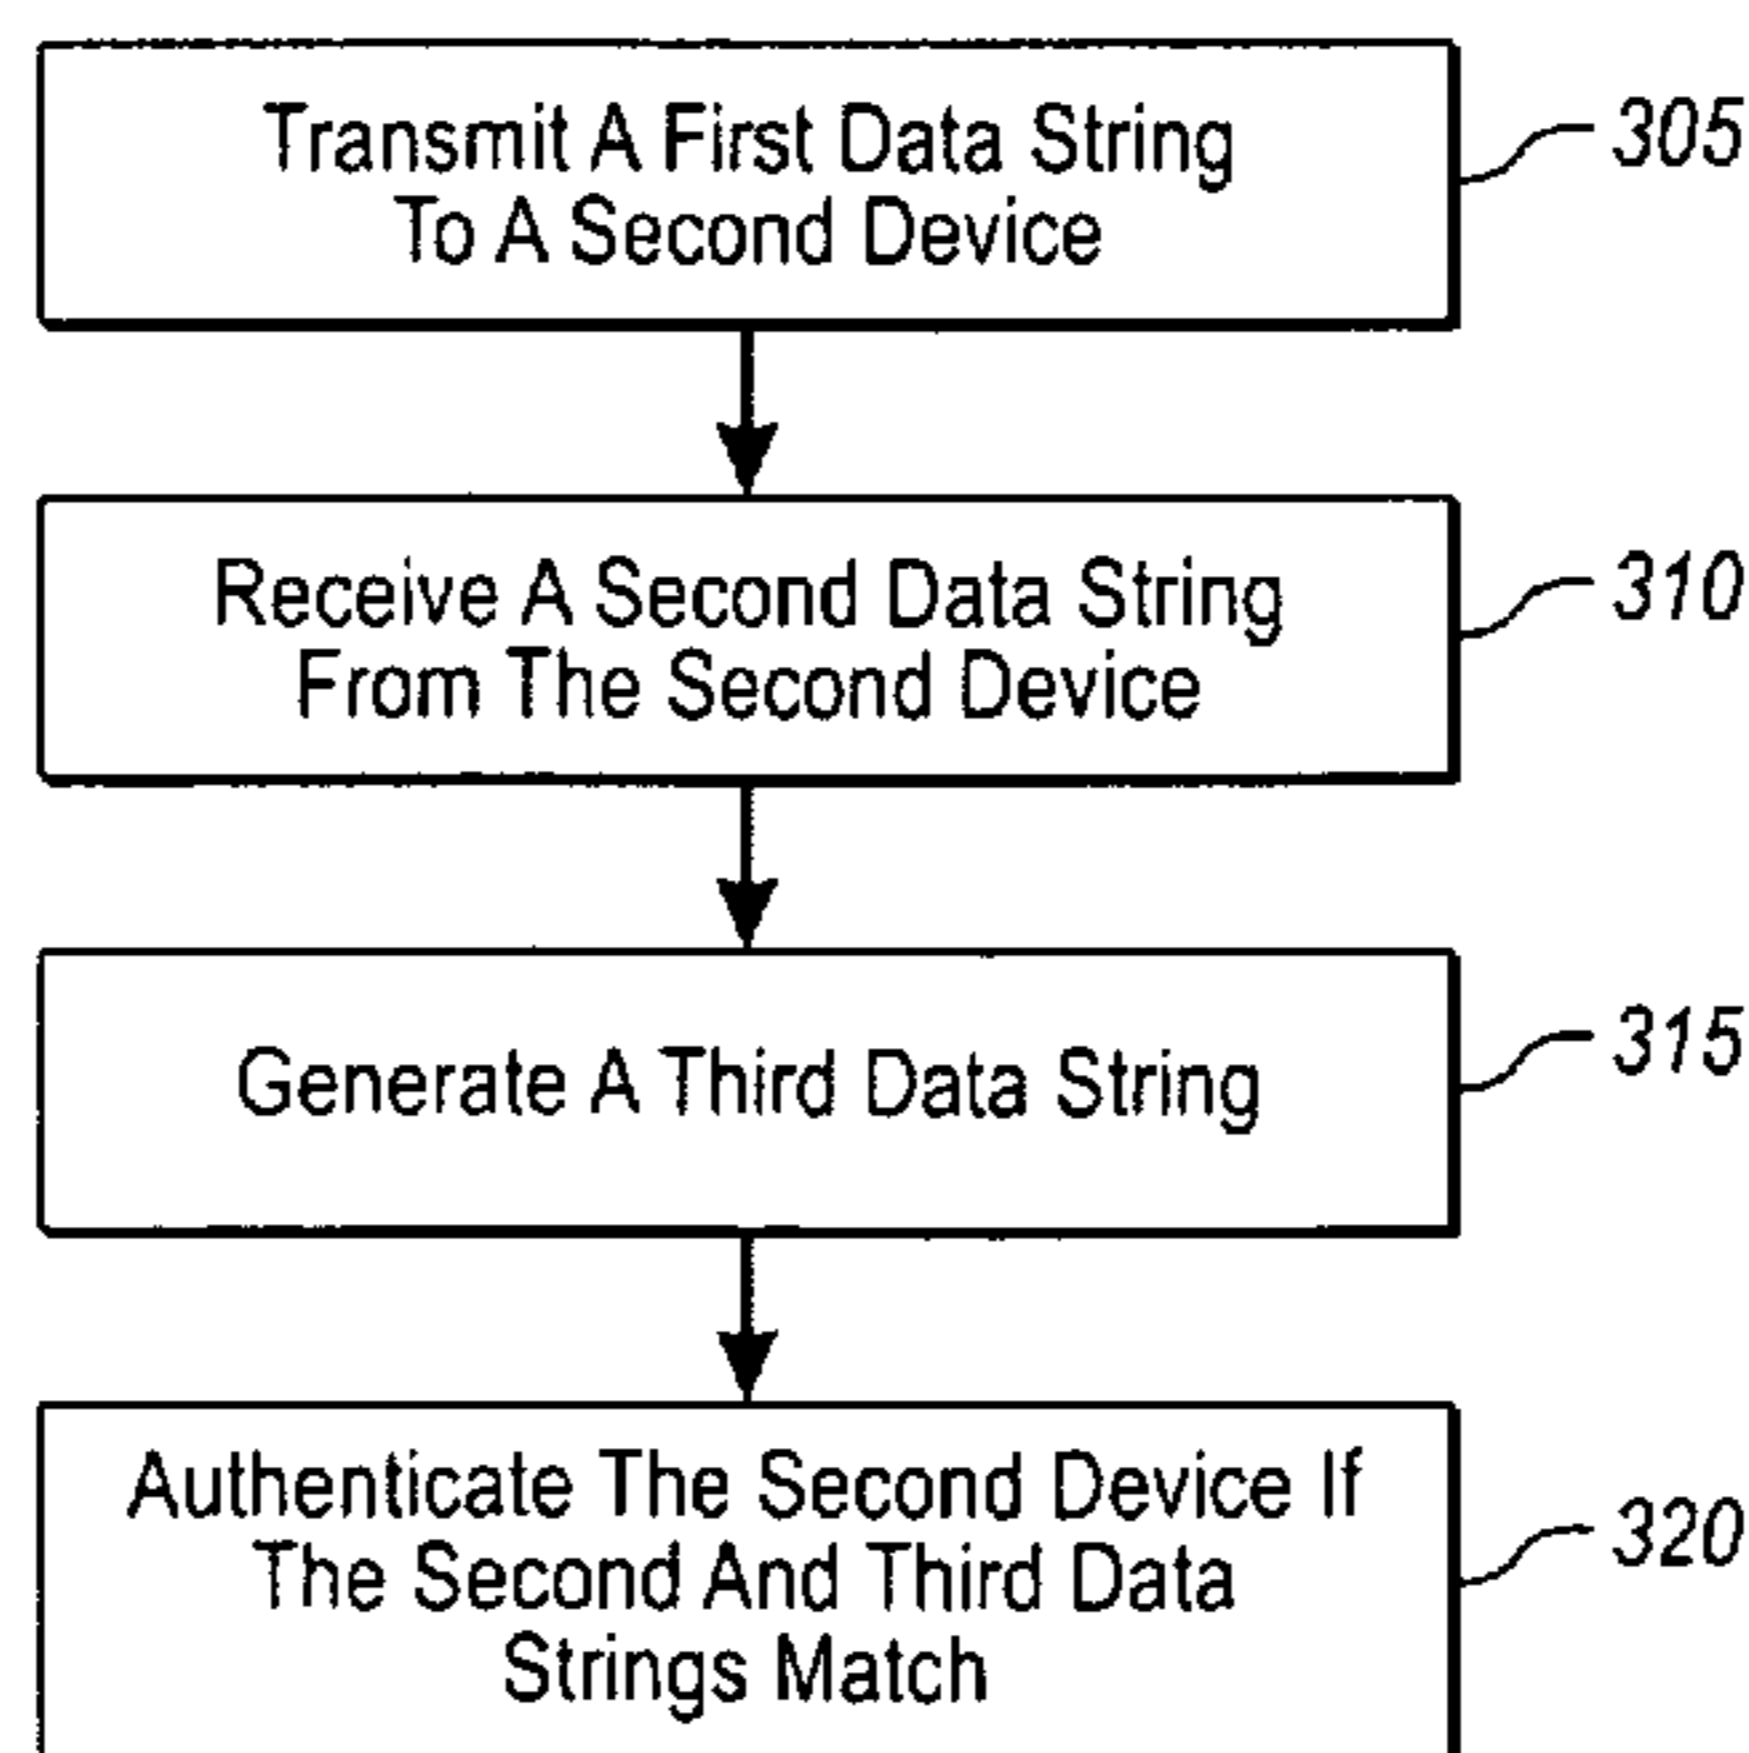 Transmit A First Data String
To A Second Device
305
Receive A Second Data String
From The Second Device
310
Generate A Third Data String
315
Authenticate The Second Device If
The Second And Third Data
Strings Match
320